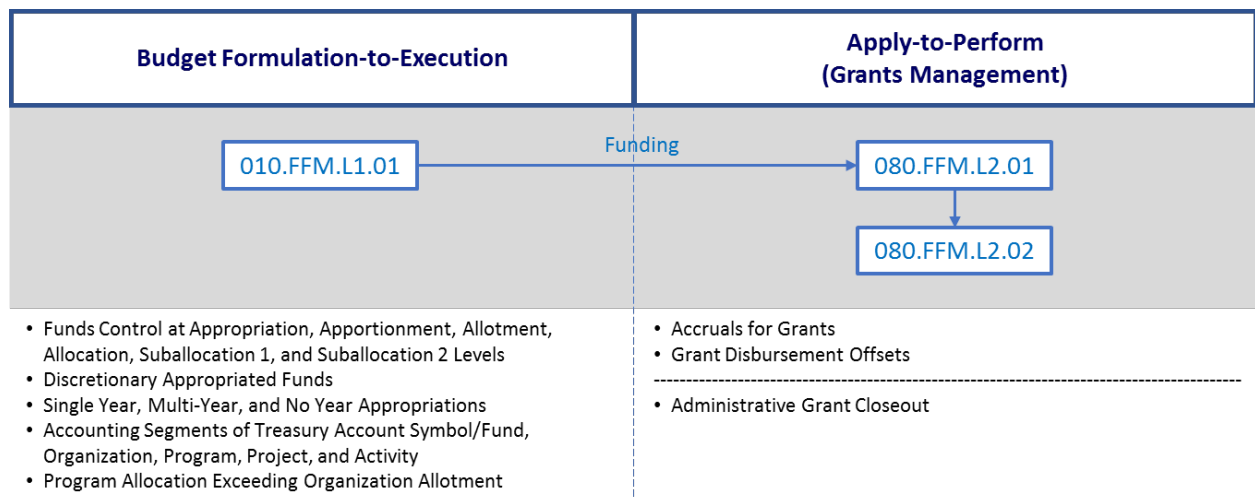 Budget Formulation-to-Execution
Apply-to-Perform
(Grants Management)
Funding
010.FFM.L1.01
080.FFM.L2.01
080.FFM.L2.02
• Funds Control at Appropriation, Apportionment, Allotment,
Allocation, Suballocation 1, and Suballocation 2 Levels
• Discretionary Appropriated Funds
• Single Year, Multi-Year, and No Year Appropriations
• Accounting Segments of Treasury Account Symbol/Fund,
Organization, Program, Project, and Activity
• Program Allocation Exceeding Organization Allotment
• Accruals for Grants
• Grant Disbursement Offsets
• Administrative Grant Closeout